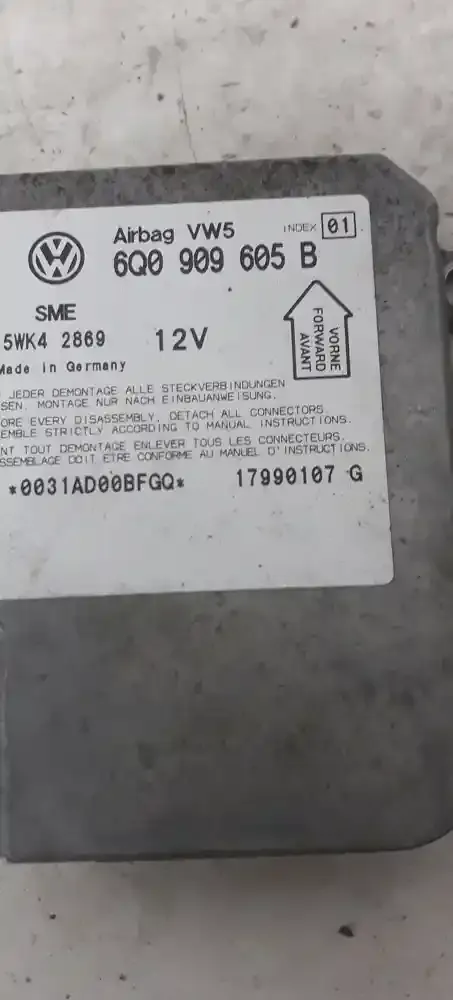 Airbag VW5 INDEX 01
6Q0 909 605 B
SME
5WK4 2869 12V
Made in Germany
VORNE
FORWARD
AVANT
JEDER DEMONTAGE ALLE STECKVERBINDUNGEN
SEN. MONTAGE NUR NACH EINBAUANWEISUNG.
ORE EVERY DISASSEMBLY, DETACH ALL CONNECTORS.
EMBLE STRICTLY ACCORDING TO MANUAL INSTRUCTIONS.
NT TOUT DEMONTAGE ENLEVER TOUS LES CONNECTEURS.
SSEMBLAGE DOIT ETRE CONFORME AU MANUEL D'INSTRUCTIONS.
*0031AD00BFGQ* 17990107 G